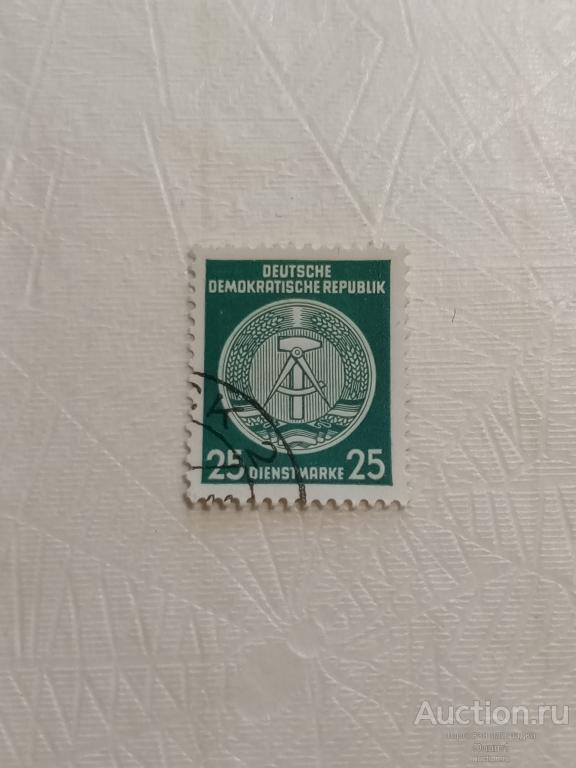 DEUTSCHE
DEMOKRATISCHE REPUBLIK
25 DIENSTMARKE 25
Auction.ru